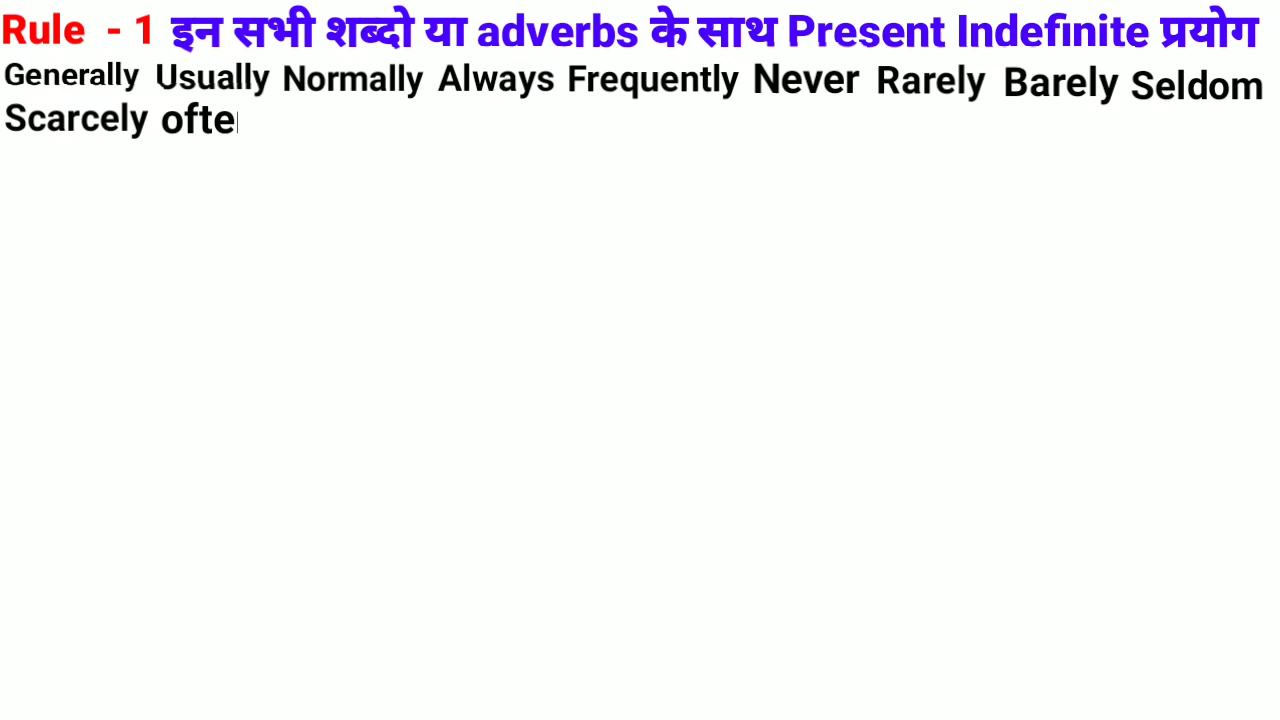 Rule - 1 इन सभी शब्दो या adverbs के साथ Present Indefinite प्रयोग
Generally Usually Normally Always Frequently Never Rarely Barely Seldom
Scarcely ofte